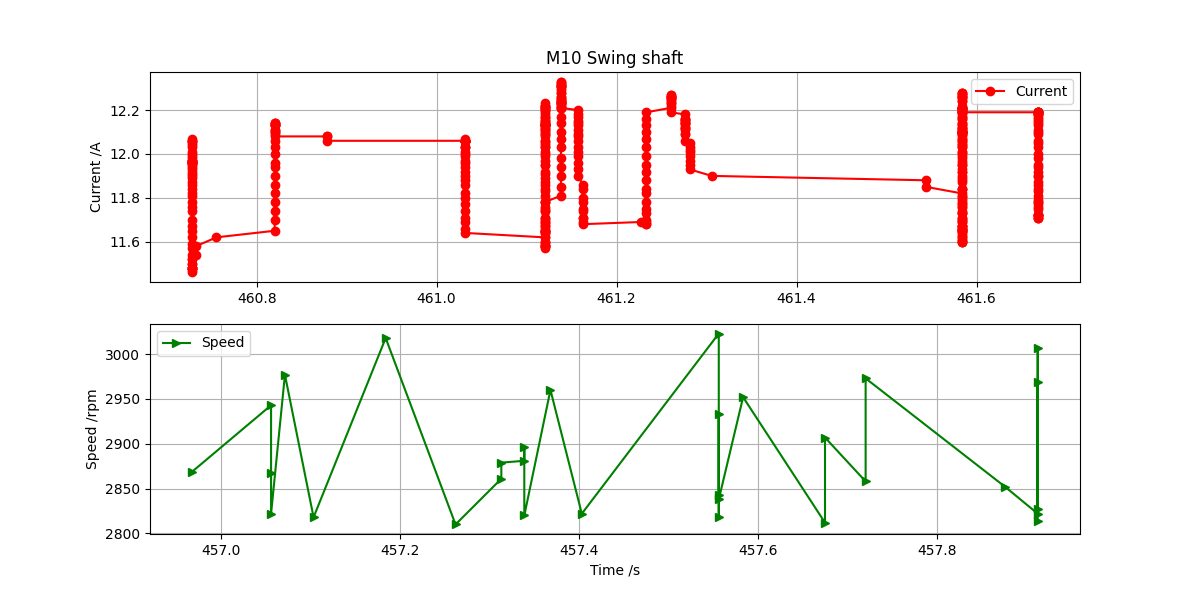 M10 Swing shaft
Current
Current /A
12.2
12.0
11.8
11.6
460.8 461.0 461.2 461.4 461.6
Speed
Speed /rpm
3000
2950
2900
2850
2800
457.0 457.2 457.4 457.6 457.8
Time /s